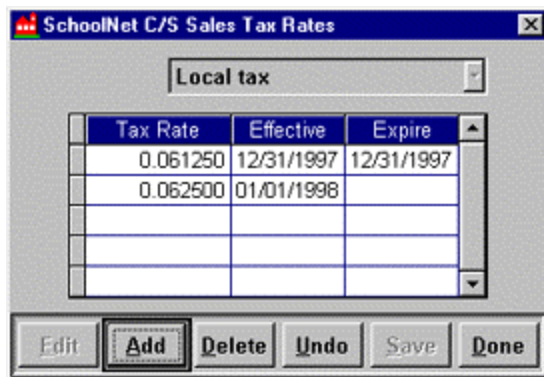 SchoolNet C/S Sales Tax Rates
Local tax
Tax Rate Effective Expire
0.061250 12/31/1997 12/31/1997
0.062500 01/01/1998
Edit Add Delete Undo Save Done